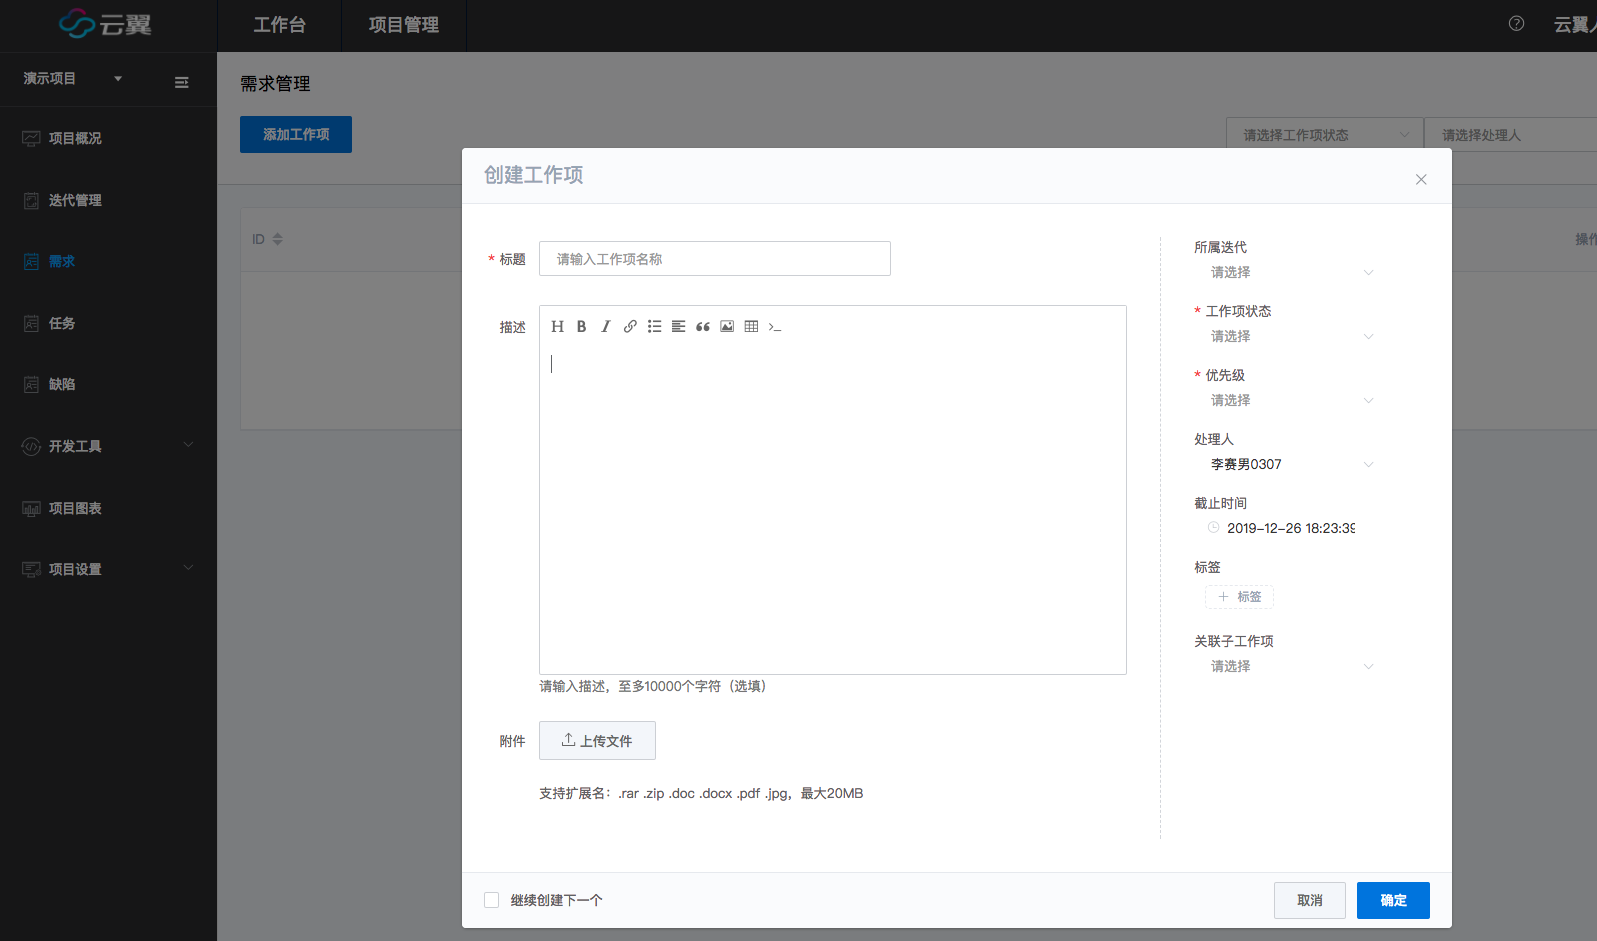 云翼
工作台
项目管理
云翼人
演示项目
项目概况
迭代管理
需求
任务
缺陷
开发工具
项目图表
项目设置
需求管理
添加工作项
请选择工作项状态
请选择处理人
ID
操作
创建工作项
* 标题
请输入工作项名称
描述
H B I
请输入描述，至多10000个字符（选填）
附件
上传文件
支持扩展名：.rar .zip .doc .docx .pdf .jpg，最大20MB
所属迭代
请选择
* 工作项状态
请选择
* 优先级
请选择
处理人
李赛男0307
截止时间
2019-12-26 18:23:39
标签
+ 标签
关联子工作项
请选择
继续创建下一个
取消
确定